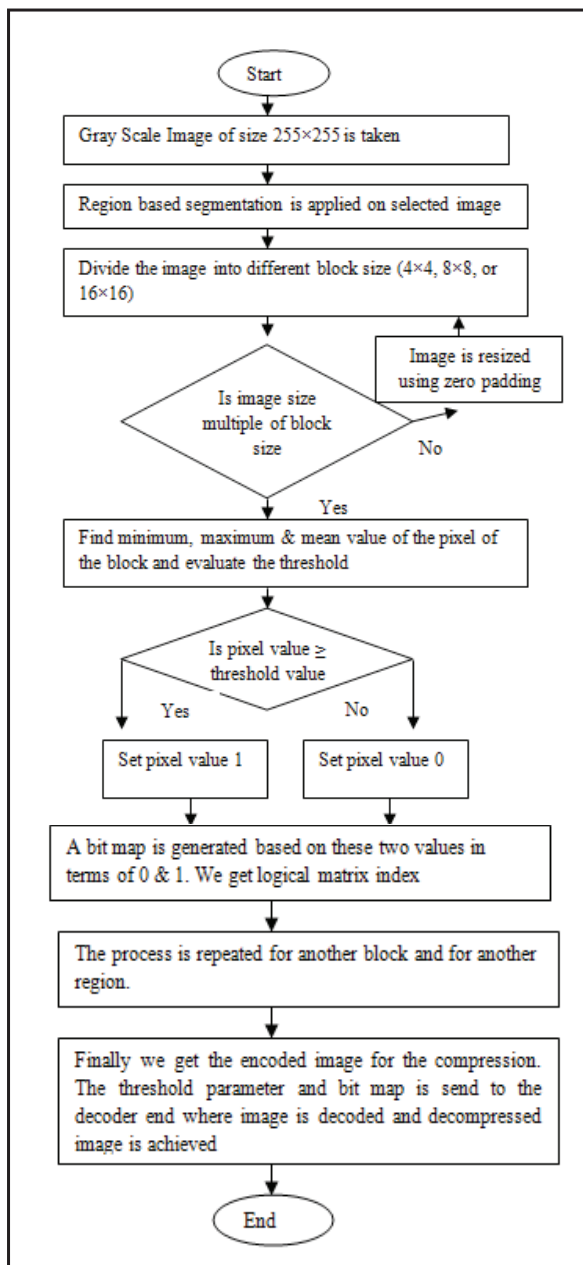 Start
Gray Scale Image of size 255×255 is taken
Region based segmentation is applied on selected image
Divide the image into different block size (4×4, 8×8, or
16×16)
Image is resized
using zero padding
Is image size
multiple of block
size
No
Yes
Find minimum, maximum & mean value of the pixel of
the block and evaluate the threshold
Is pixel value ≥
threshold value
Yes
No
Set pixel value 1
Set pixel value 0
A bit map is generated based on these two values in
terms of 0 & 1. We get logical matrix index
The process is repeated for another block and for another
region.
Finally we get the encoded image for the compression.
The threshold parameter and bit map is send to the
decoder end where image is decoded and decompressed
image is achieved
End